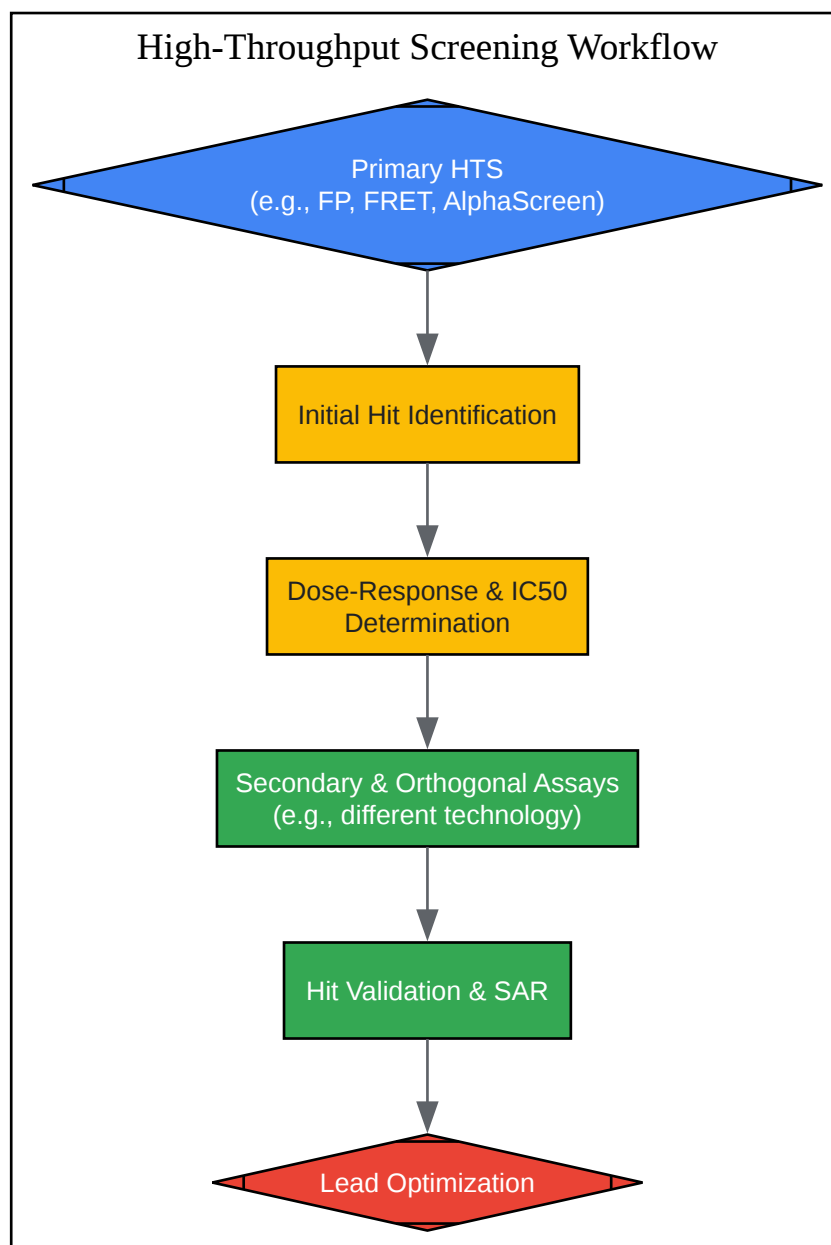 High-Throughput Screening Workflow
Primary HTS
(e.g., FP, FRET, AlphaScreen)
Initial Hit Identification
Dose-Response & IC50
Determination
Secondary & Orthogonal Assays
(e.g., different technology)
Hit Validation & SAR
Lead Optimization